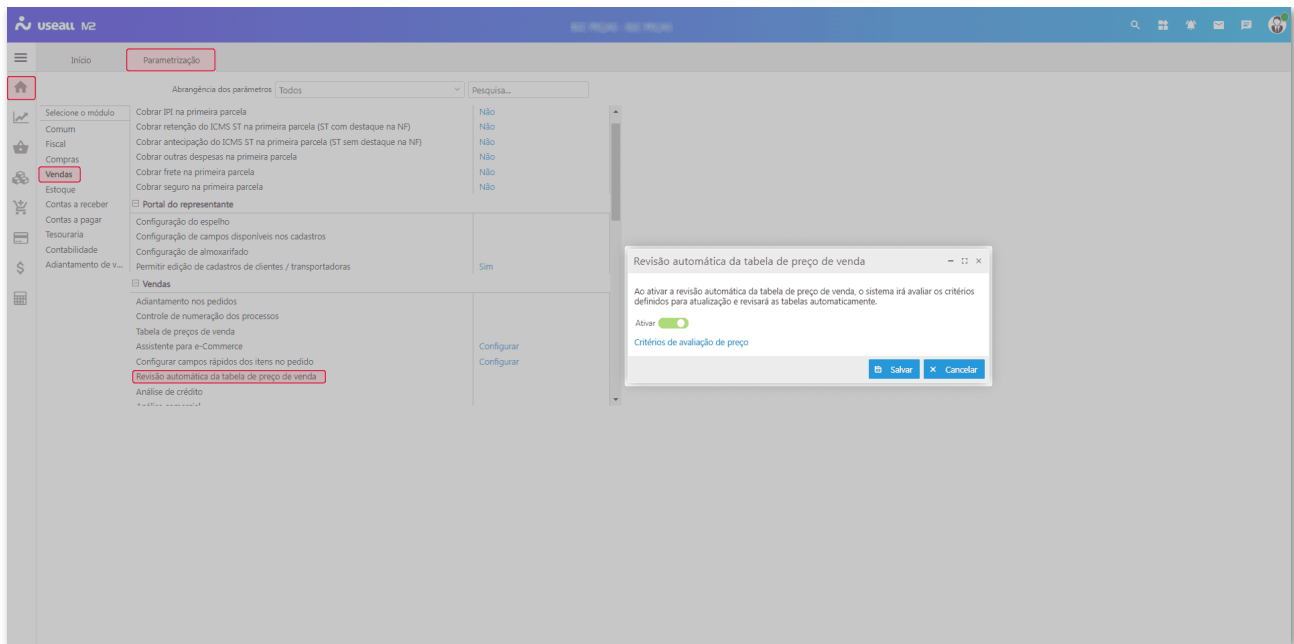 useall M2
Início
Parametrização
Abrangência dos parâmetros
Todos
Pesquisa...
Selecione o módulo
Comum
Fiscal
Compras
Vendas
Estoque
Contas a receber
Contas a pagar
Tesouraria
Contabilidade
Adiantamento de v...
Cobrar IPI na primeira parcela Não
Cobrar retenção do ICMS ST na primeira parcela (ST com destaque na NF) Não
Cobrar antecipação do ICMS ST na primeira parcela (ST sem destaque na NF) Não
Cobrar outras despesas na primeira parcela Não
Cobrar frete na primeira parcela Não
Cobrar seguro na primeira parcela Não
Portal do representante
Configuração do espelho
Configuração de campos disponíveis nos cadastros
Configuração de almoxarifado
Permitir edição de cadastros de clientes / transportadoras Sim
Vendas
Adiantamento nos pedidos
Controle de numeração dos processos
Tabela de preços de venda
Assistente para e-Commerce Configurar
Configurar campos rápidos dos itens no pedido Configurar
Revisão automática da tabela de preço de venda
Análise de crédito
Revisão automática da tabela de preço de venda
Ao ativar a revisão automática da tabela de preço de venda, o sistema irá avaliar os critérios
definidos para atualização e revisará as tabelas automaticamente.
Ativar
Critérios de avaliação de preço
Salvar
Cancelar